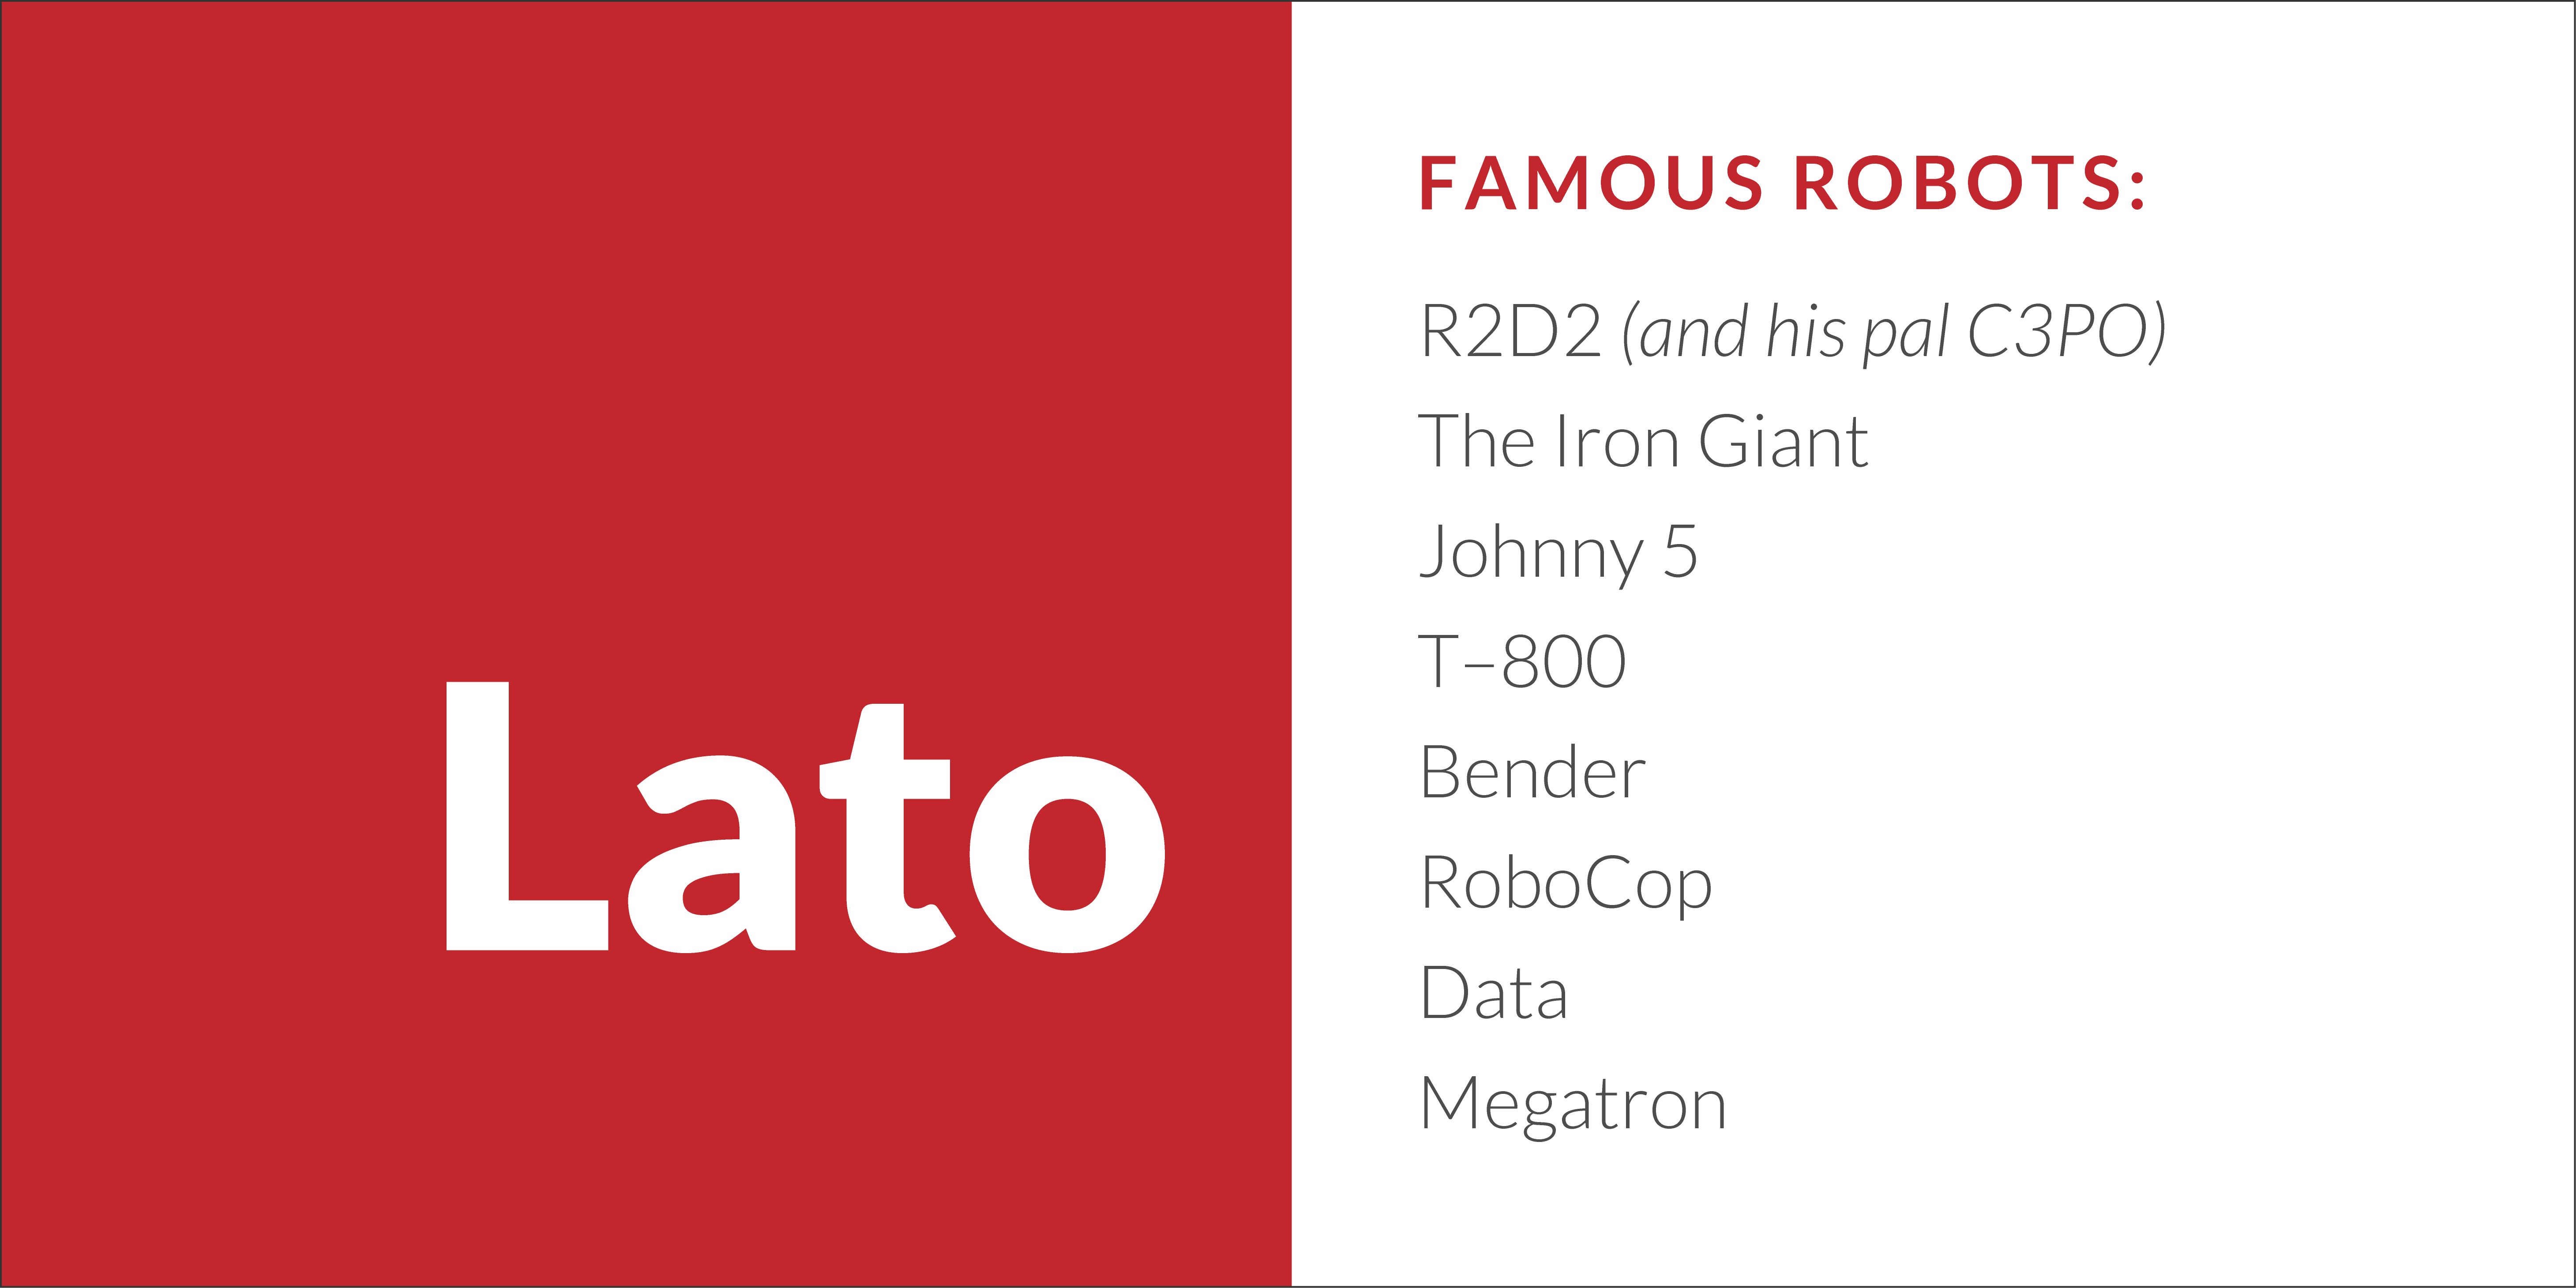 Lato
FAMOUS ROBOTS:
R2D2 (and his pal C3PO)
The Iron Giant
Johnny 5
T–800
Bender
RoboCop
Data
Megatron